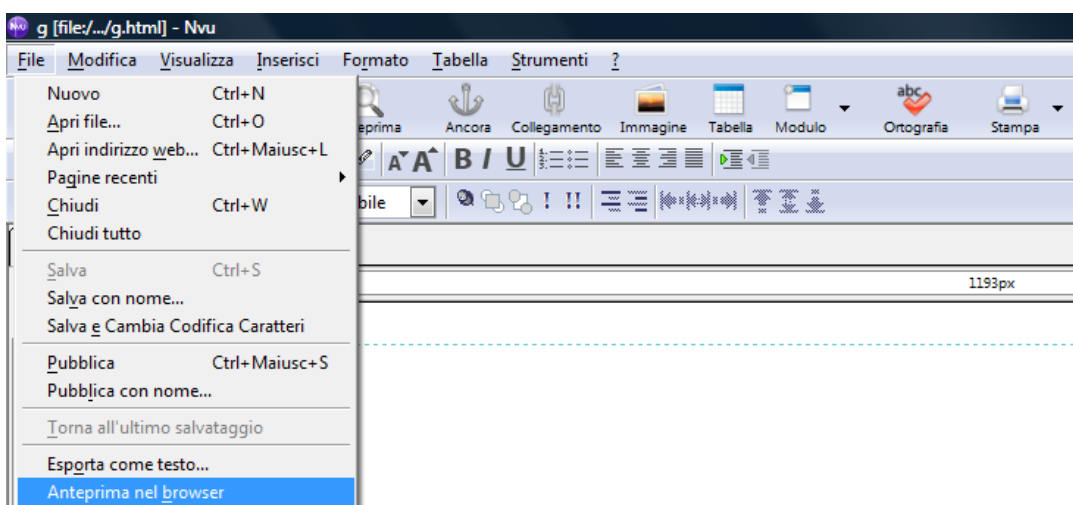 g [file:/.../g.html] - Nvu
File Modifica Visualizza Inserisci Formato Tabella Strumenti ?
eprima Ancora Collegamento Immagine Tabella Modulo Ortografia Stampa
bile
1193px
Nuovo Ctrl+N
Apri file... Ctrl+O
Apri indirizzo web... Ctrl+Maiusc+L
Pagine recenti
Chiudi Ctrl+W
Chiudi tutto
Salva Ctrl+S
Salva con nome...
Salva e Cambia Codifica Caratteri
Pubblica Ctrl+Maiusc+S
Pubblica con nome...
Torna all'ultimo salvataggio
Esporta come testo...
Anteprima nel browser